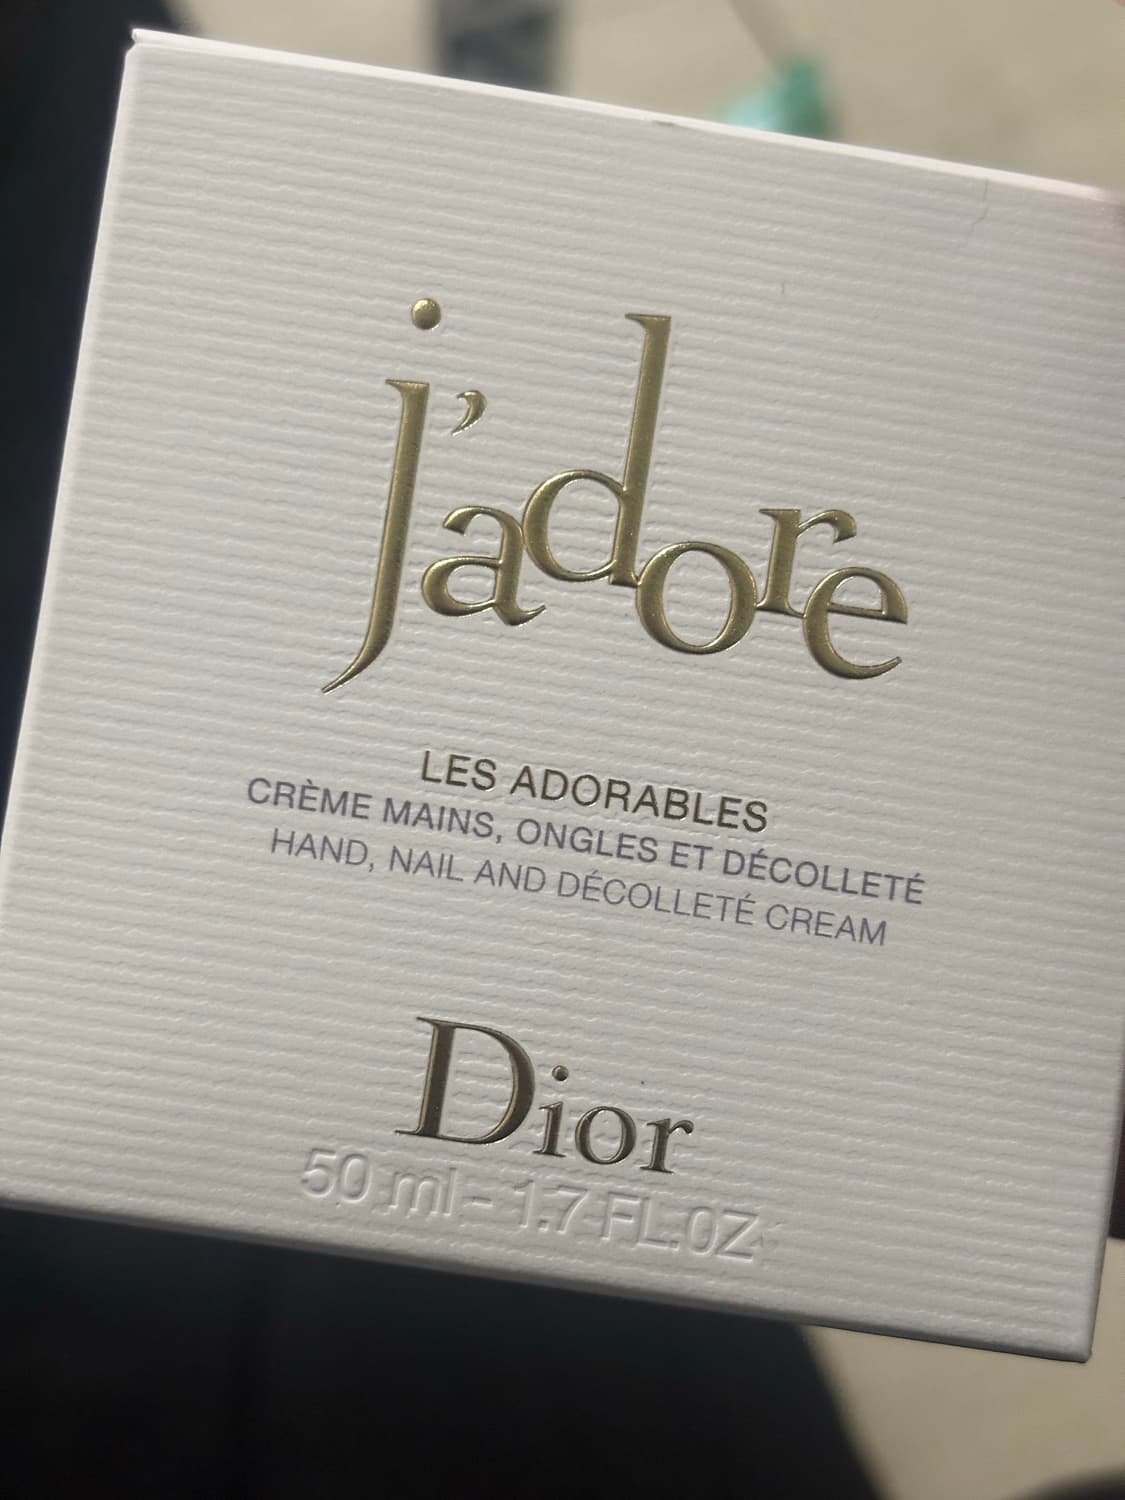 j'adore
LES ADORABLES
CRÈME MAINS, ONGLES ET DÉCOLLETÉ
HAND, NAIL AND DÉCOLLETÉ CREAM
Dior
50 ml - 1.7 FL.OZ